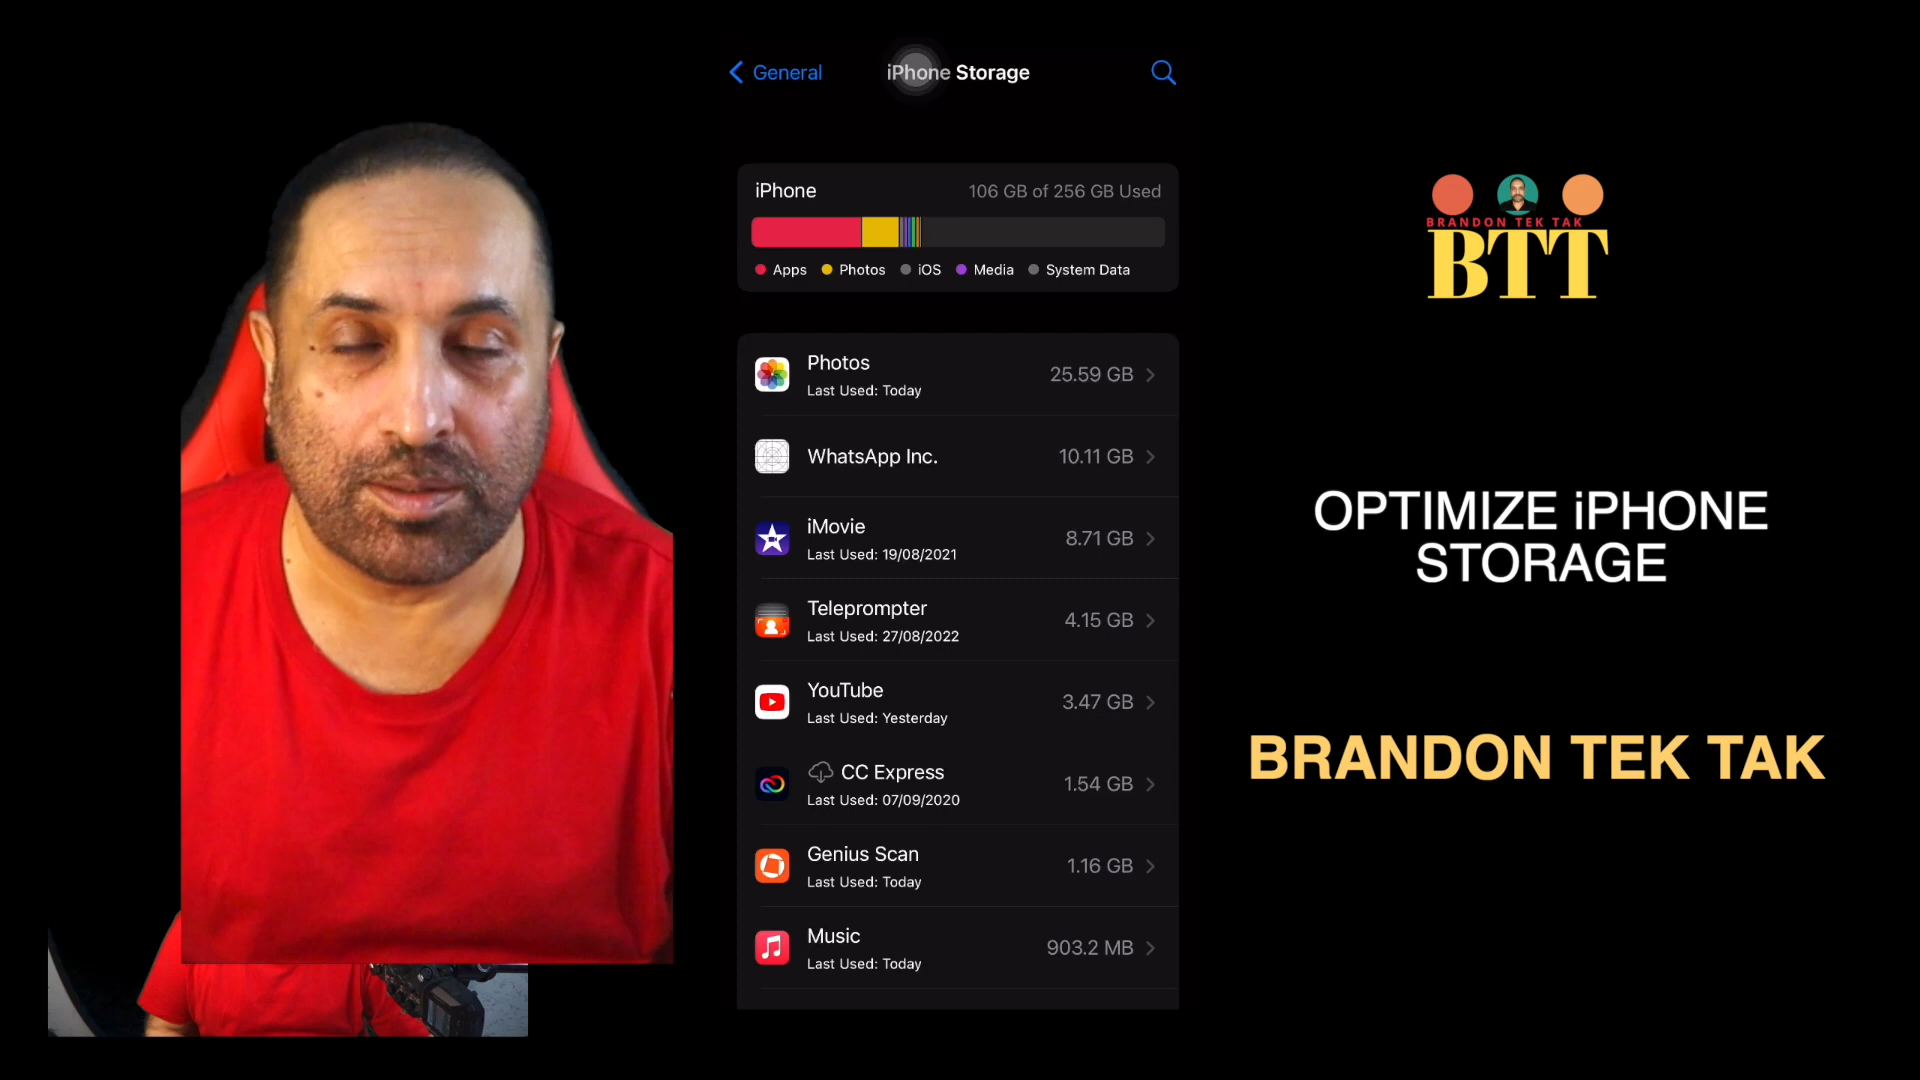 General
iPhone Storage
iPhone
106 GB of 256 GB Used
Apps
Photos
iOS
Media
System Data
Photos
Last Used: Today
25.59 GB
WhatsApp Inc.
10.11 GB
iMovie
Last Used: 19/08/2021
8.71 GB
Teleprompter
Last Used: 27/08/2022
4.15 GB
YouTube
Last Used: Yesterday
3.47 GB
CC Express
Last Used: 07/09/2020
1.54 GB
Genius Scan
Last Used: Today
1.16 GB
Music
Last Used: Today
903.2 MB
BRANDON TEK TAK
BTT
OPTIMIZE iPHONE
STORAGE
BRANDON TEK TAK